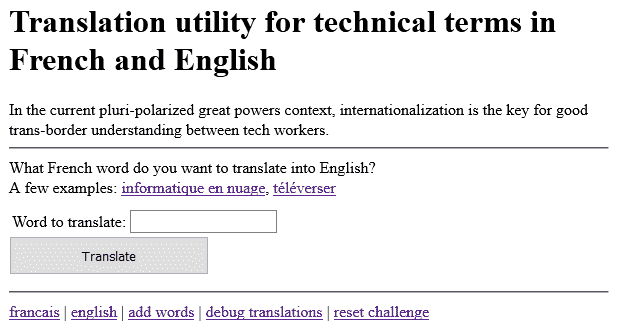 Translation utility for technical terms in
French and English
In the current pluri-polarized great powers context, internationalization is the key for good
trans-border understanding between tech workers.
What French word do you want to translate into English?
A few examples: informatique en nuage, téléverser
Word to translate:
Translate
francais | english | add words | debug translations | reset challenge